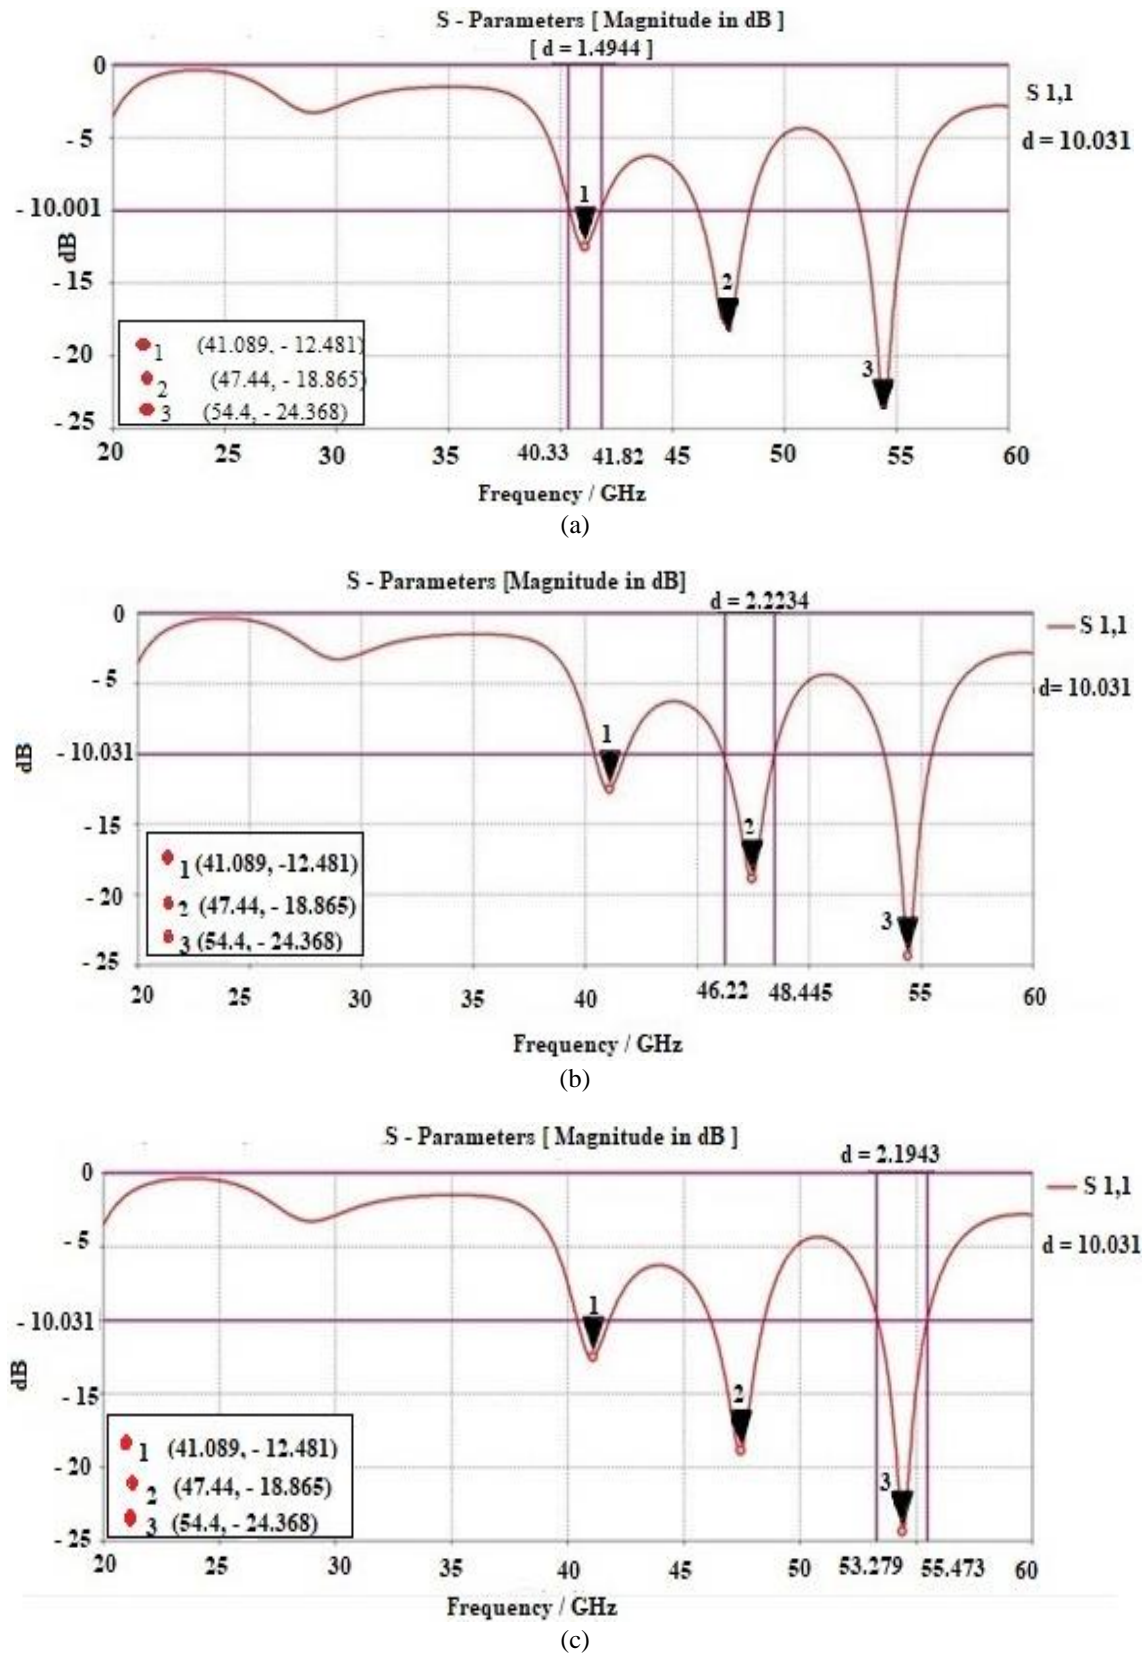 S - Parameters [ Magnitude in dB ]
[ d = 1.4944 ]
0
S 1,1
- 5
d = 10.031
1
- 10.001
dB
- 15
2
1 (41.089, - 12.481)
- 20
3
2 (47.44, - 18.865)
3 (54.4, - 24.368)
- 25
20 30 35 40.33 41.82 45 50 55 60
Frequency / GHz
(a)
S - Parameters [Magnitude in dB]
d = 2.2234
0
S 1,1
- 5
d= 10.031
1
- 10.031
dB
- 15
2
1 (41.089, -12.481)
- 20
2 (47.44, - 18.865)
3
3 (54.4, - 24.368)
- 25
20 25 30 35 40 46.22 48.445 55 60
Frequency / GHz
(b)
S - Parameters [ Magnitude in dB ]
d = 2.1943
0
S 1,1
- 5
d = 10.031
1
- 10.031
dB
- 15
2
1 (41.089, - 12.481)
- 20
2 (47.44, - 18.865)
3
3 (54.4, - 24.368)
- 25
20 25 30 35 40 45 50 53.279 55.473 60
Frequency / GHz
(c)